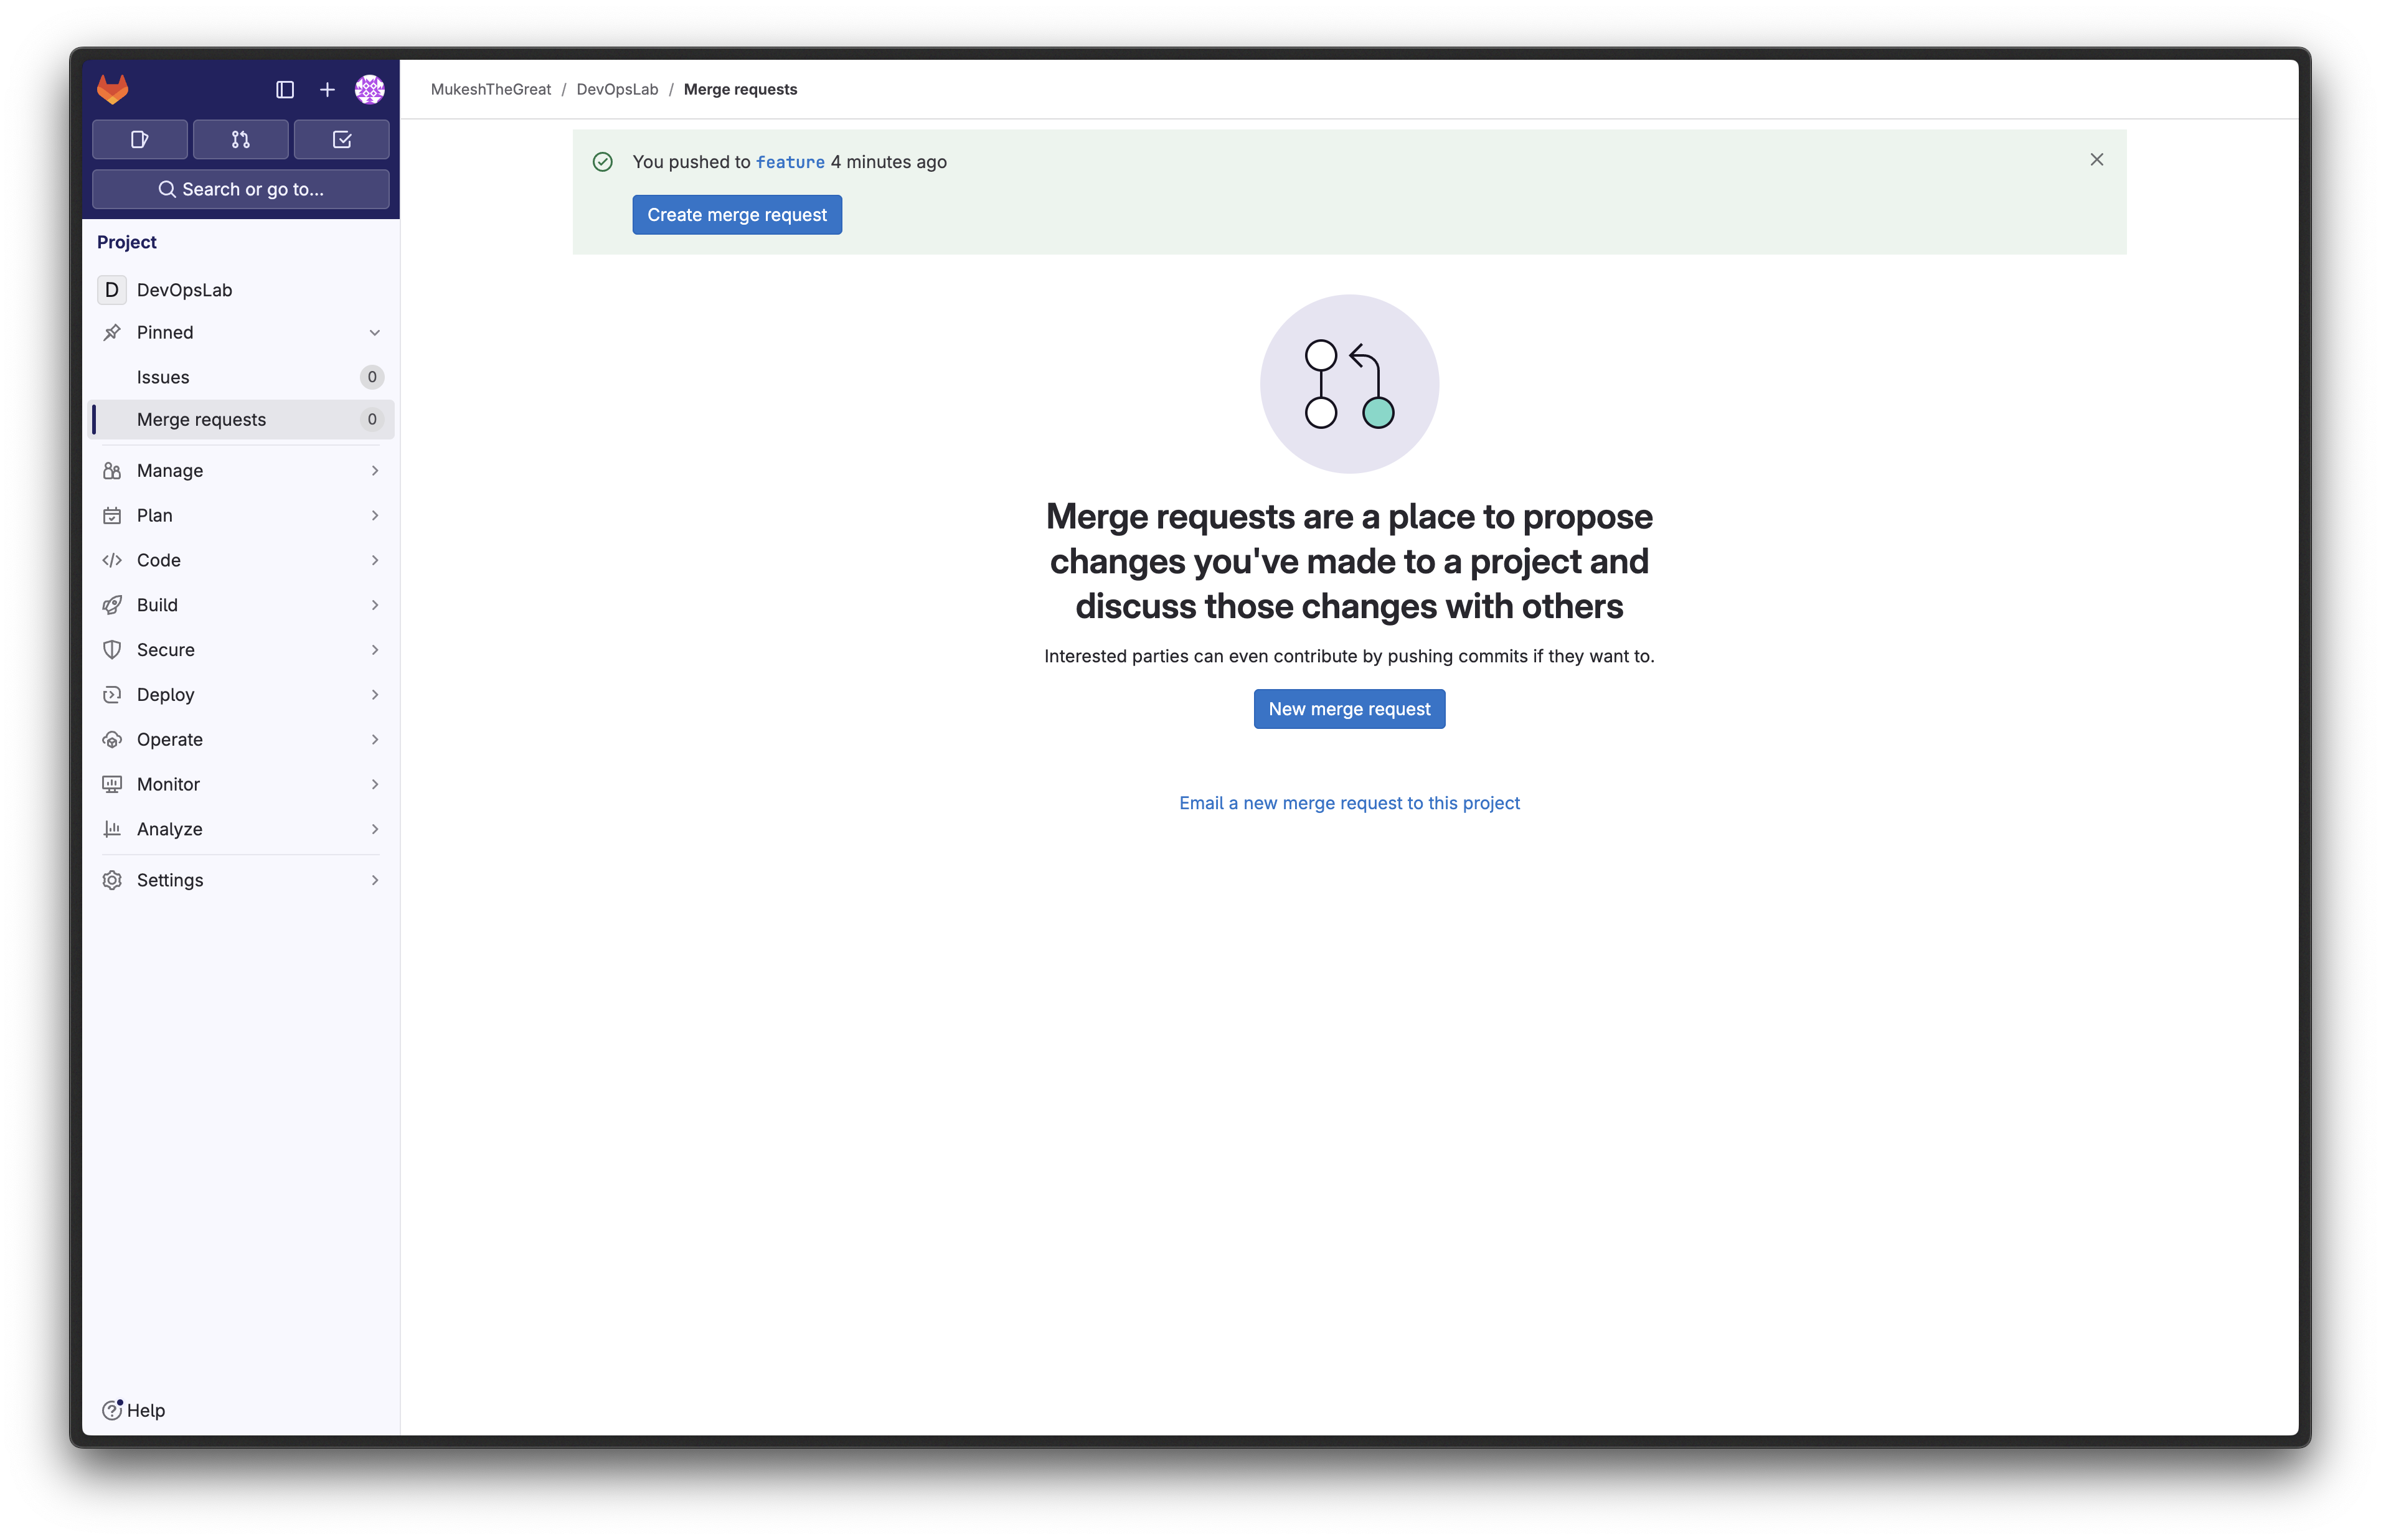 Search or go to...
Project
D DevOpsLab
Pinned
Issues 0
Merge requests 0
Manage
Plan
Code
Build
Secure
Deploy
Operate
Monitor
Analyze
Settings
Help
MukeshTheGreat / DevOpsLab / Merge requests
You pushed to feature 4 minutes ago
Create merge request
Merge requests are a place to propose
changes you've made to a project and
discuss those changes with others
Interested parties can even contribute by pushing commits if they want to.
New merge request
Email a new merge request to this project